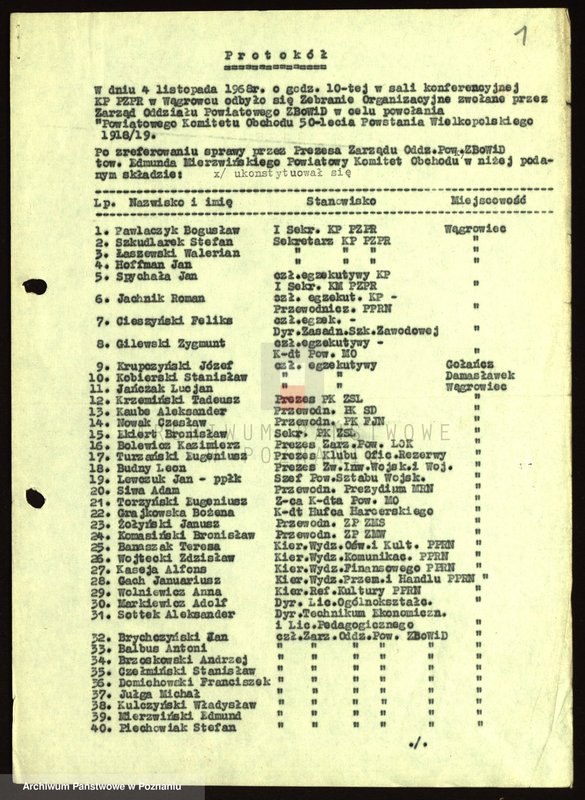 1
Protokół
W dniu 4 listopada 1968r. o godz. 10-tej w sali konferencyjnej
KP PZPR w Wągrowcu odbyło się Zebranie Organizacyjne zwołane przez
Zarząd Oddziału Powiatowego ZBoWiD w celu powołania
"Powiatowego Komitetu Obchodu 50-lecia Powstania Wielkopolskiego
1918/19.
Po zreferowaniu sprawy przez Prezesa Zarządu Oddz.Pow.ZBoWiD
tow. Edmunda Mierzwińskiego Powiatowy Komitet Obchodu w niżej poda-
nym składzie: x/ ukonstytuował się
Lp. Nazwisko i imię Stanowisko Miejscowość
1. Pawlaczyk Bogusław I Sekr. KP PZPR Wągrowiec
2. Szkudlarek Stefan Sekretarz KP PZPR "
3. Łaszewski Walerian " " " "
4. Hoffman Jan " " " "
5. Spychała Jan czł.egzekutywy KP
I Sekr. KM PZPR "
6. Jachnik Roman czł. egzekut. KP -
Przewodnicz. PPRN "
7. Cieszyński Feliks czł.egzek. -
Dyr.Zasadn.Szk.Zawodowej "
8. Gilewski Zygmunt czł.egzekutywy -
K-dt Pow. MO "
9. Krupczyński Józef czł. egzekutywy Gołańcz
10. Kobierski Stanisław " " Damasławek
11. Jańczak Lucjan " " Wągrowiec
12. Krzemiński Tadeusz Prezes PK ZSL "
13. Kaube Aleksander Przewodn. PK SD "
14. Nowak Czesław Przewodn. PK FJN "
15. Ekiert Bronisław Sekr. PK ZSL "
16. Bolewicz Kazimierz Prezes Zarz.Pow. LOK "
17. Turzański Eugeniusz Prezes Klubu Ofic.Rezerwy "
18. Budny Leon Prezes Zw.Inw.Wojsk.i Woj. "
19. Lewczuk Jan - ppłk Szef Pow.Sztabu Wojsk. "
20. Siwa Adam Przewodn. Prezydium MRN "
21. Torzyński Eugeniusz Z-ca K-dta Pow. MO "
22. Grajkowska Bożena K-dt Hufca Harcerskiego "
23. Żołyński Janusz Przewodn. ZP ZMS "
24. Komasiński Bronisław Przewodn. ZP ZMW "
25. Banaszak Teresa Kier.Wydz.Ośw.i Kult. PPRN "
26. Wojtecki Zdzisław Kier.Wydz.Komunikac. PPRN "
27. Kaseja Alfons Kier.Wydz.Finansowego PPRN "
28. Gach Januariusz Kier.Wydz.Przem.i Handlu PPRN "
29. Wolniewicz Anna Kier.Ref.Kultury PPRN "
30. Markiewicz Adolf Dyr. Lic.Ogólnokształc. "
31. Sottek Aleksander Dyr.Technikum Ekonomiczn.
i Lic.Pedagogicznego "
32. Brychczyński Jan czł.Zarz.Oddz.Pow. ZBoWiD "
33. Balbus Antoni " " " " "
34. Brzoskowski Andrzej " " " " "
35. Czełmiński Stanisław " " " " "
36. Domichowski Franciszek " " " " "
37. Jułga Michał " " " " "
38. Kulczyński Władysław " " " " "
39. Mierzwiński Edmund " " " " "
40. Piechowiak Stefan " " " " "
./.
ARCHIWUM PAŃSTWOWE
POZNAŃ
Archiwum Państwowe w Poznaniu